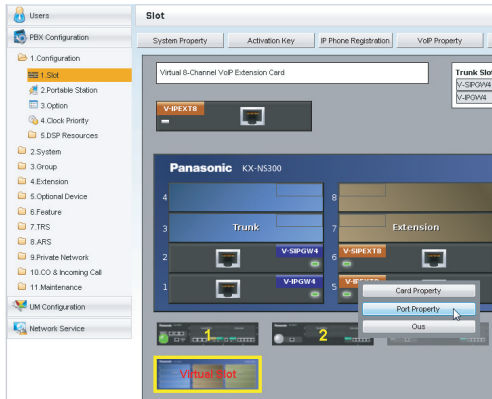 Users
Slot
PBX Configuration
System Property
Activation Key
IP Phone Registration
VoIP Property
1.Configuration
1.Slot
2.Portable Station
3.Option
4.Clock Priority
5.DSP Resources
2.System
3.Group
4.Extension
5.Optional Device
6.Feature
7.TRS
8.ARS
9.Private Network
10.CO & Incoming Call
11.Maintenance
UM Configuration
Network Service
Virtual 8-Channel VoIP Extension Card
Trunk Slot
V-SIPGW4
V-IPGW4
V-IPEXT8
Panasonic KX-NS300
4
8
3 Trunk
7 Extension
2 V-SIPGW4
6 V-SIPEXT8
1 V-IPGW4
5
Card Property
Port Property
Ous
1
2
Virtual Slot